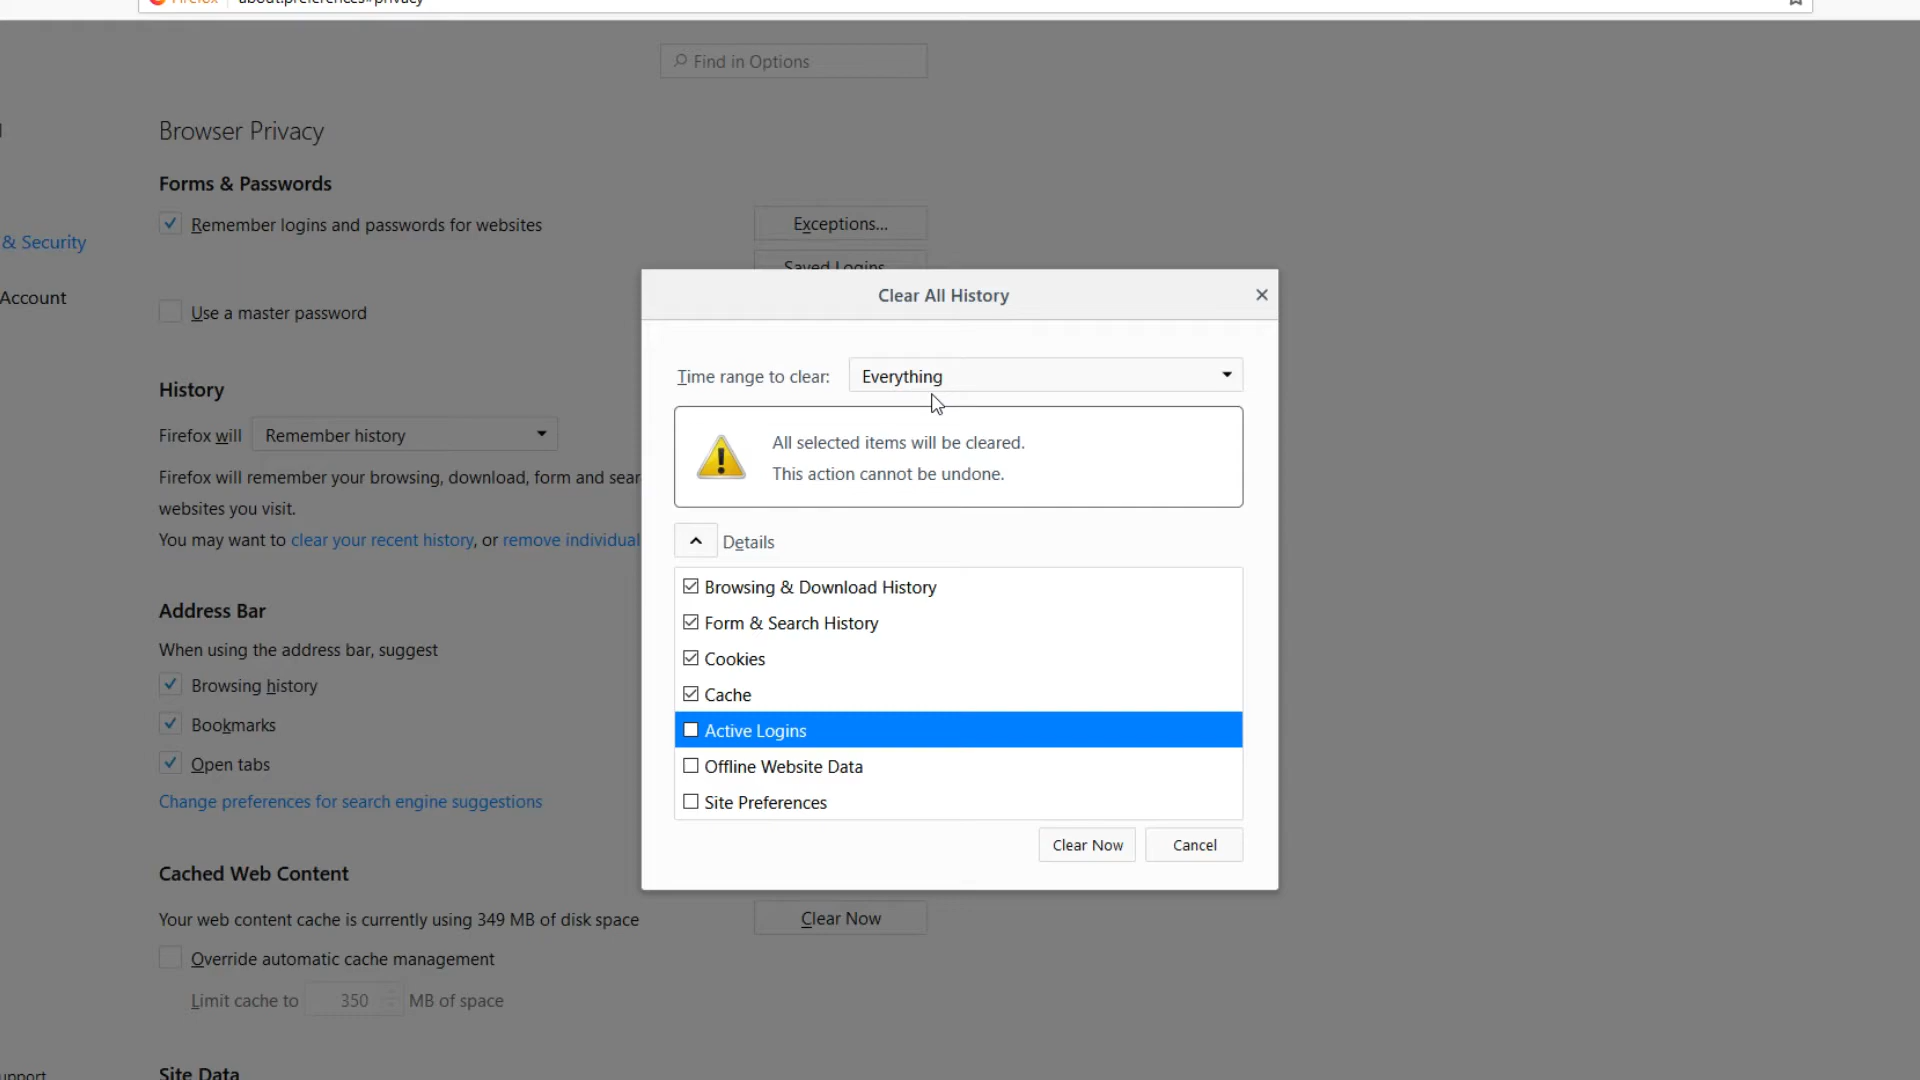 Firefox about:preferences#privacy
Find in Options
Browser Privacy
Forms & Passwords
Remember logins and passwords for websites
Exceptions...
& Security
Saved Logins
Account
Use a master password
History
Firefox will Remember history
Firefox will remember your browsing, download, form and sear
websites you visit.
You may want to clear your recent history, or remove individual
Address Bar
When using the address bar, suggest
Browsing history
Bookmarks
Open tabs
Change preferences for search engine suggestions
Cached Web Content
Your web content cache is currently using 349 MB of disk space
Clear Now
Override automatic cache management
Limit cache to 350 MB of space
Site Data
upport
Clear All History
Time range to clear: Everything
All selected items will be cleared.
This action cannot be undone.
Details
Browsing & Download History
Form & Search History
Cookies
Cache
Active Logins
Offline Website Data
Site Preferences
Clear Now
Cancel